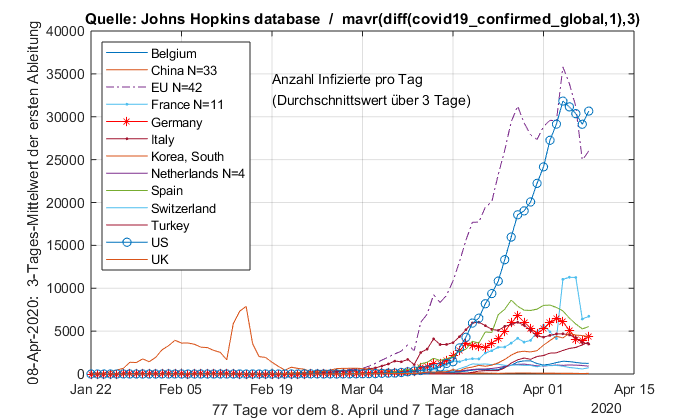 Quelle: Johns Hopkins database / mavr(diff(covid19_confirmed_global,1),3)
08-Apr-2020: 3-Tages-Mittelwert der ersten Ableitung
40000
35000
30000
25000
20000
15000
10000
5000
0
Belgium
China N=33
EU N=42
France N=11
Germany
Italy
Korea, South
Netherlands N=4
Spain
Switzerland
Turkey
US
UK
Anzahl Infizierte pro Tag
(Durchschnittswert über 3 Tage)
Jan 22
Feb 05
Feb 19
Mar 04
Mar 18
Apr 01
Apr 15
77 Tage vor dem 8. April und 7 Tage danach
2020